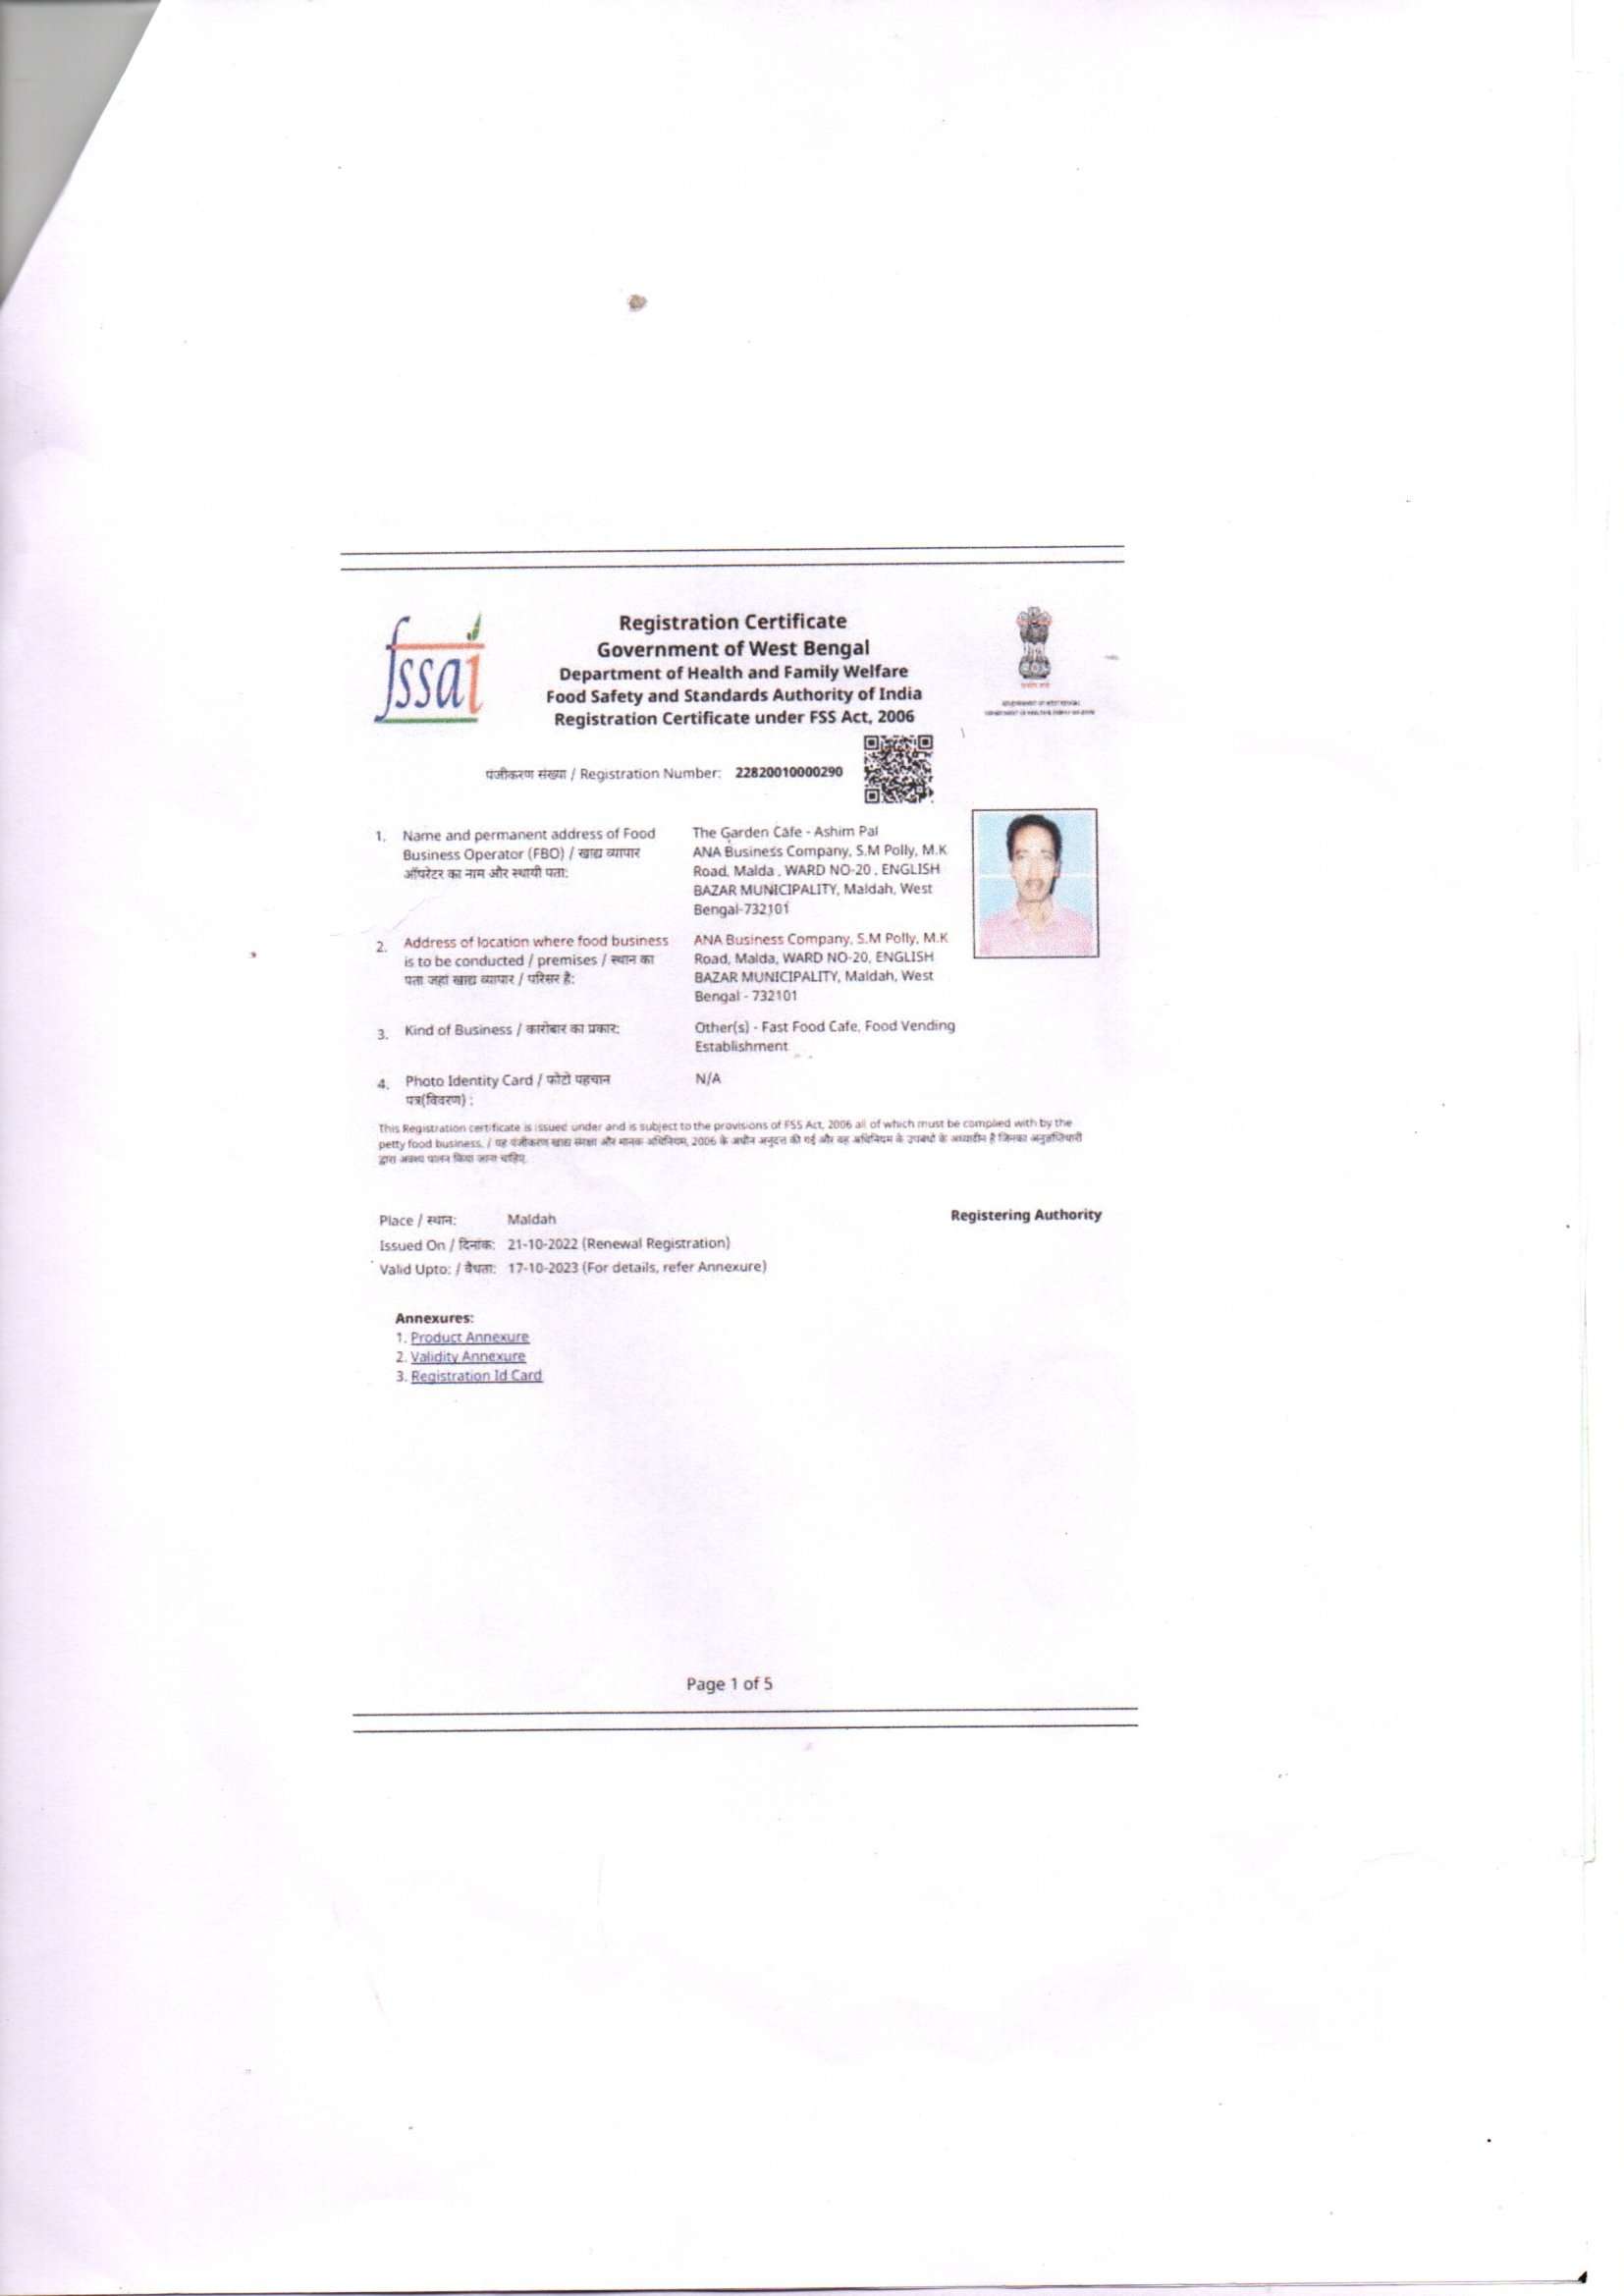 fssai
Registration Certificate
Government of West Bengal
Department of Health and Family Welfare
Food Safety and Standards Authority of India
Registration Certificate under FSS Act, 2006
GOVERNMENT OF WEST BENGAL
DEPARTMENT OF HEALTH & FAMILY WELFARE
पंजीकरण संख्या / Registration Number: 22820010000290
1. Name and permanent address of Food
Business Operator (FBO) / खाद्य व्यापार
ऑपरेटर का नाम और स्थायी पता:
The Garden Cafe - Ashim Pal
ANA Business Company, S.M Polly, M.K
Road, Malda , WARD NO-20 , ENGLISH
BAZAR MUNICIPALITY, Maldah, West
Bengal-732101
2. Address of location where food business
is to be conducted / premises / स्थान का
पता जहां खाद्य व्यापार / परिसर है:
ANA Business Company, S.M Polly, M.K
Road, Malda, WARD NO-20, ENGLISH
BAZAR MUNICIPALITY, Maldah, West
Bengal - 732101
3. Kind of Business / कारोबार का प्रकार:
Other(s) - Fast Food Cafe, Food Vending
Establishment
4. Photo Identity Card / फोटो पहचान
पत्र(विवरण) :
N/A
This Registration certificate is issued under and is subject to the provisions of FSS Act, 2006 all of which must be complied with by the
petty food business. / यह पंजीकरण खाद्य संरक्षा और मानक अधिनियम, 2006 के अधीन अनुदत्त की गई और वह अधिनियम के उपबंधों के अध्यधीन है जिनका अनुज्ञप्तिधारी
द्वारा अवश्य पालन किया जाना चाहिए.
Place / स्थान: Maldah
Registering Authority
Issued On / दिनांक: 21-10-2022 (Renewal Registration)
Valid Upto: / वैधता: 17-10-2023 (For details, refer Annexure)
Annexures:
1. Product Annexure
2. Validity Annexure
3. Registration Id Card
Page 1 of 5